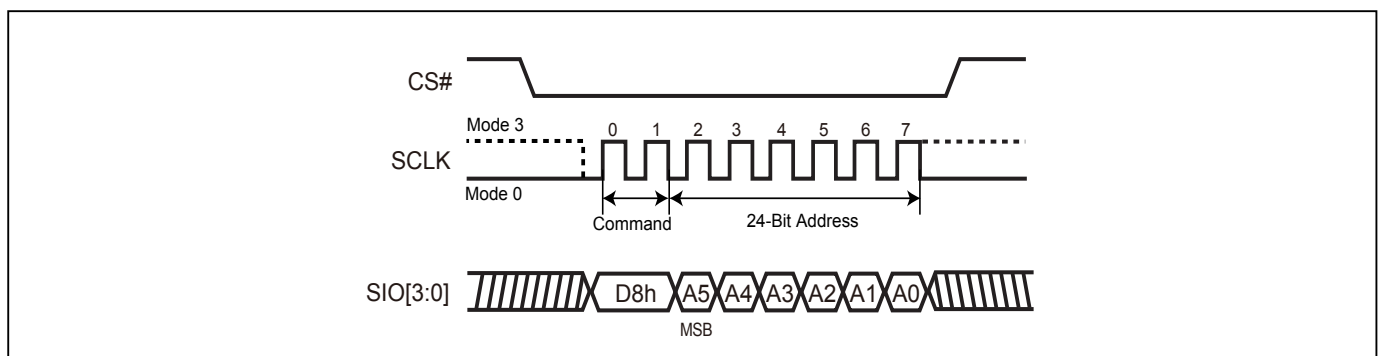 CS#
Mode 3
0 1 2 3 4 5 6 7
SCLK
Mode 0
Command
24-Bit Address
SIO[3:0]
D8h A5 A4 A3 A2 A1 A0
MSB